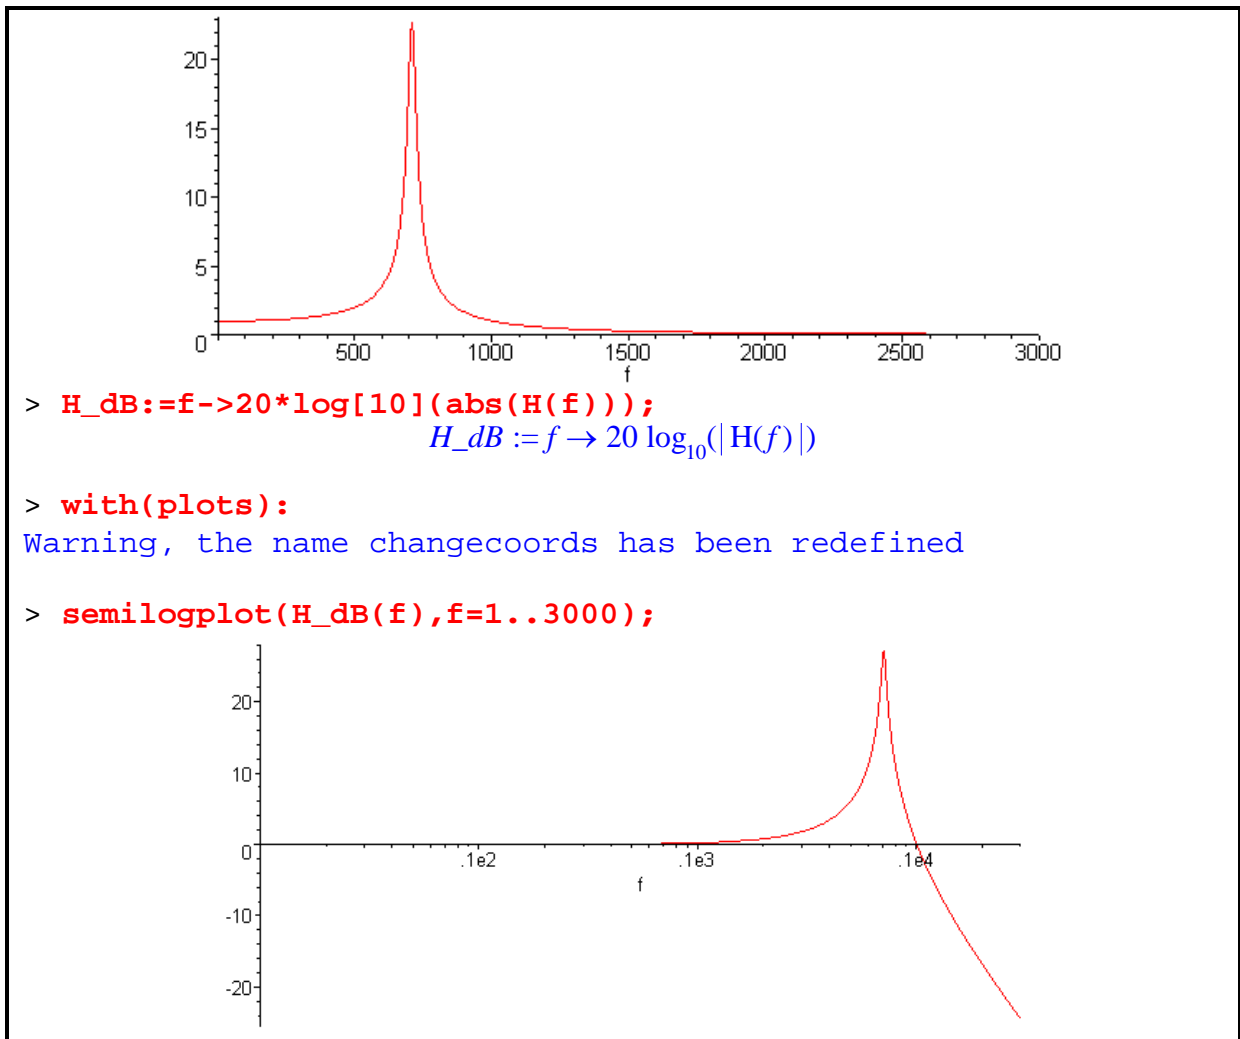 20
15
10
5
0
500 1000 1500 2000 2500 3000
f
> H_dB:=f->20*log[10](abs(H(f)));
H_dB := f → 20 log₁₀(| H(f) |)
> with(plots):
Warning, the name changecoords has been redefined
> semilogplot(H_dB(f),f=1..3000);
20
10
0
.1e2 .1e3 .1e4
f
-10
-20